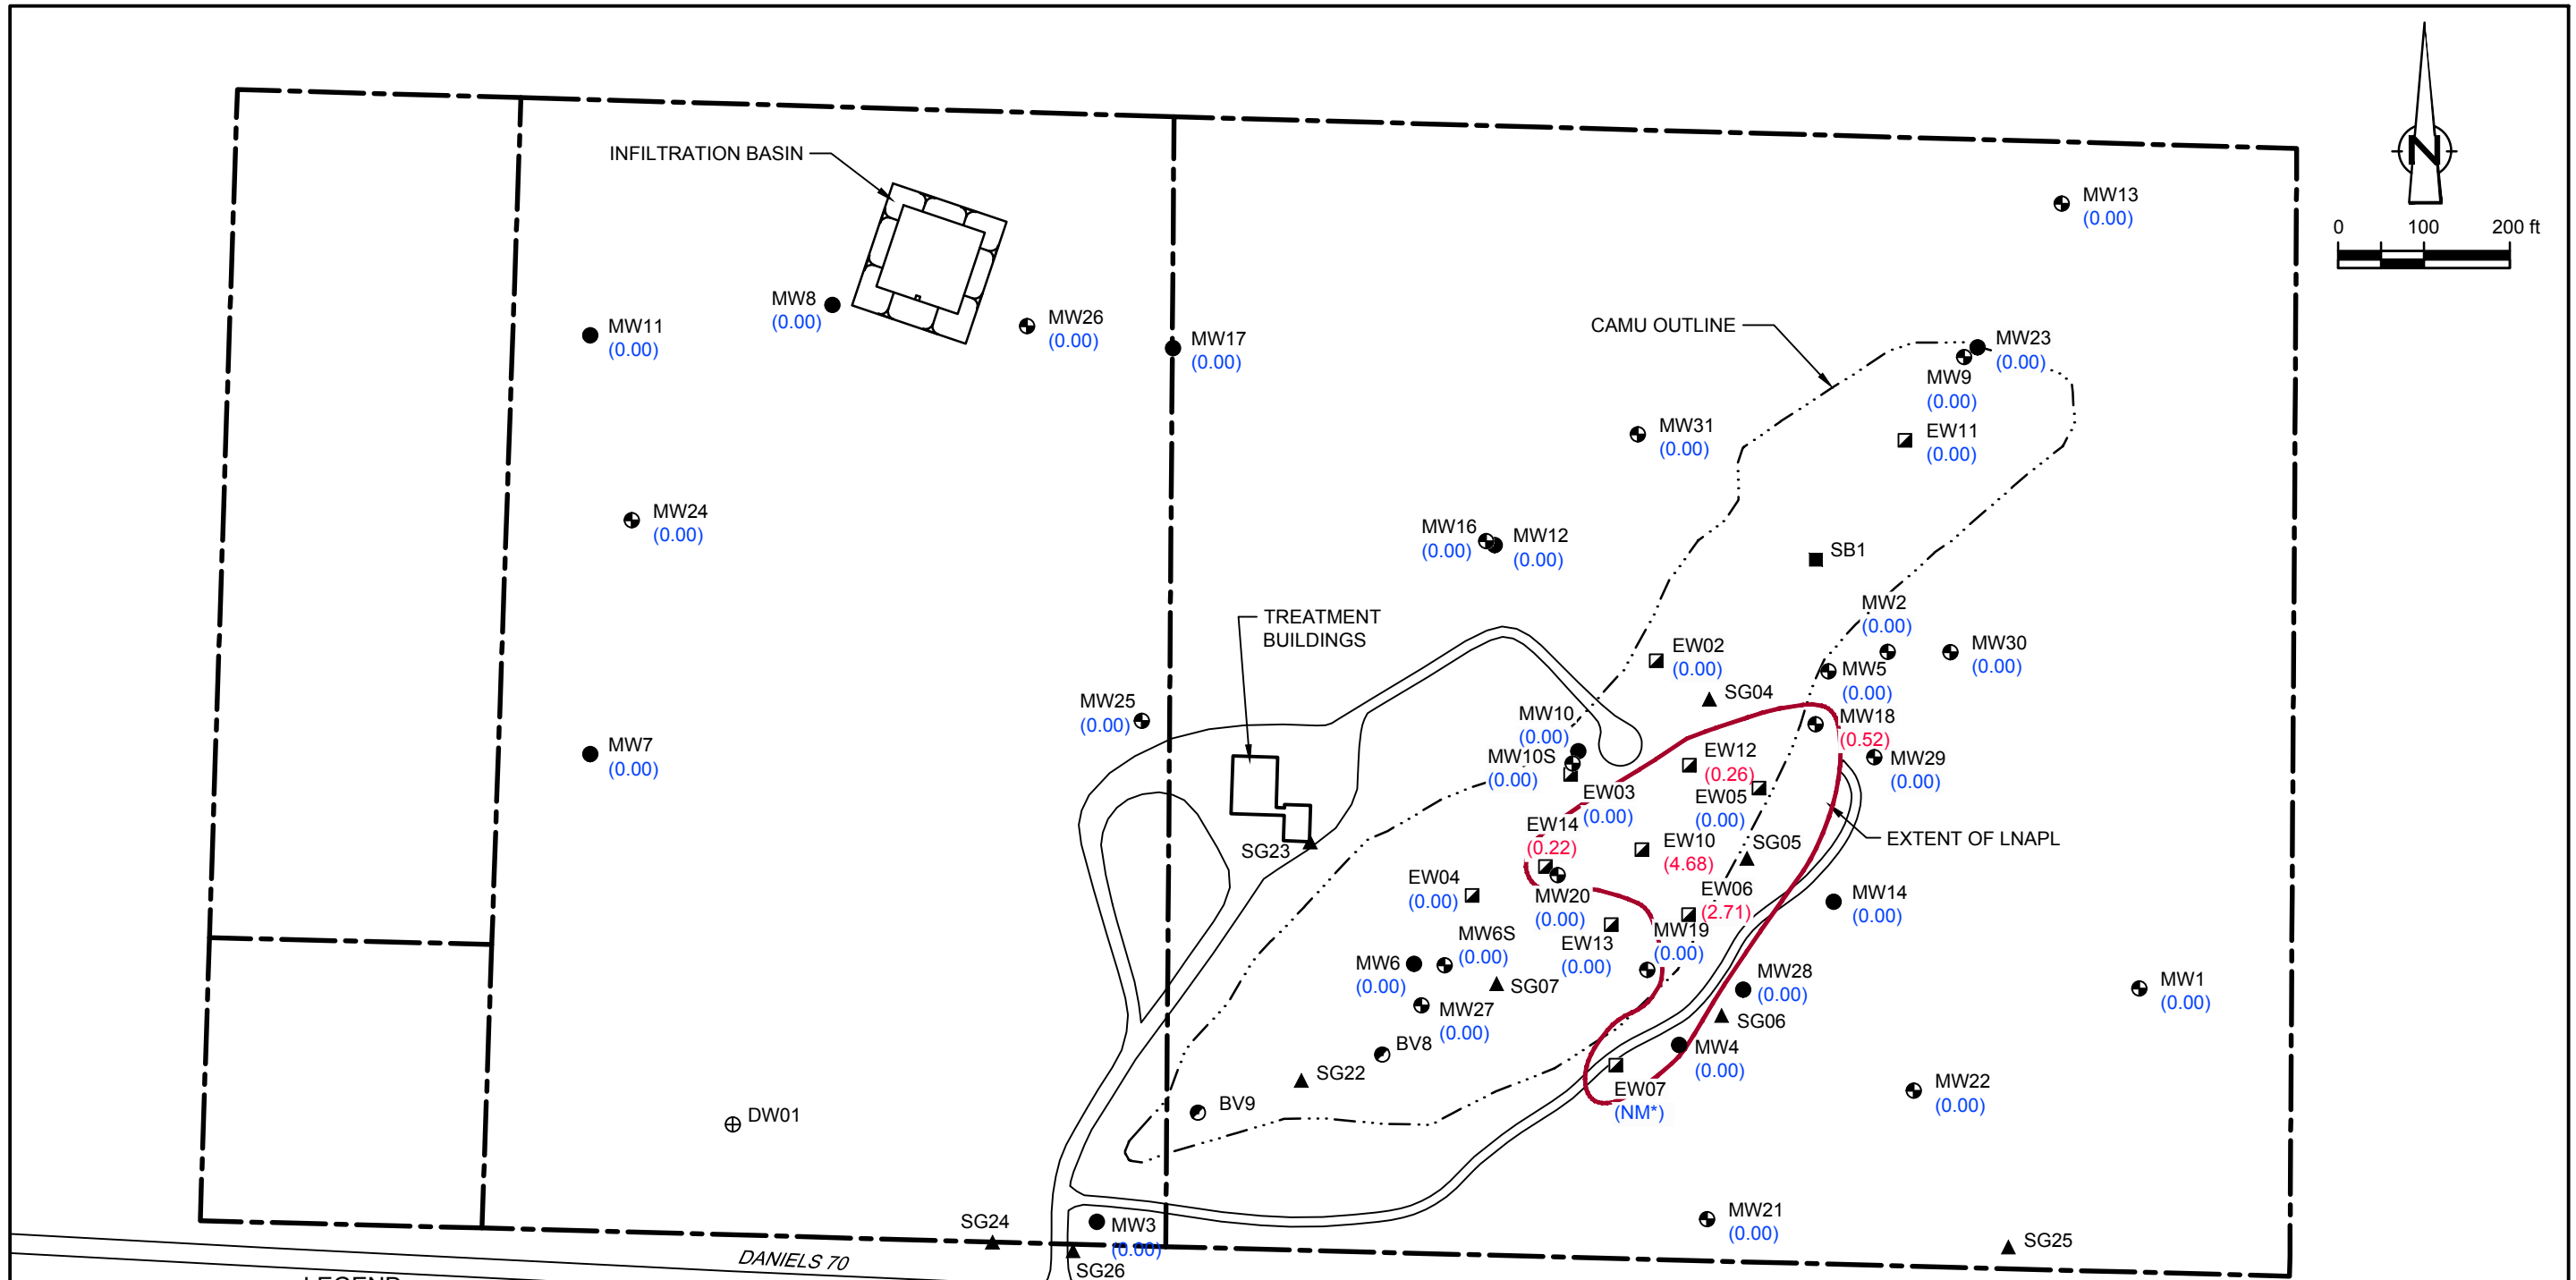 INFILTRATION BASIN
N
0 100 200 ft
MW13
(0.00)
MW8
(0.00)
MW11
(0.00)
MW26
(0.00)
MW17
(0.00)
CAMU OUTLINE
MW23
(0.00)
MW9
(0.00)
EW11
(0.00)
MW31
(0.00)
MW24
(0.00)
MW16
(0.00)
MW12
(0.00)
SB1
MW2
(0.00)
MW30
(0.00)
TREATMENT
BUILDINGS
EW02
(0.00)
MW5
(0.00)
SG04
MW25
(0.00)
MW10
(0.00)
MW18
(0.52)
MW7
(0.00)
MW10S
(0.00)
EW12
(0.26)
MW29
(0.00)
EW03
(0.00)
EW05
(0.00)
EW14
(0.22)
EXTENT OF LNAPL
SG23
EW10
(4.68)
SG05
EW04
(0.00)
MW20
(0.00)
EW06
(2.71)
MW14
(0.00)
MW6S
(0.00)
EW13
(0.00)
MW19
(0.00)
MW6
(0.00)
SG07
MW28
(0.00)
MW1
(0.00)
MW27
(0.00)
SG06
BV8
MW4
(0.00)
SG22
EW07
(NM*)
MW22
(0.00)
BV9
DW01
SG24
MW3
(0.00)
MW21
(0.00)
SG25
DANIELS 70
SG26
LEGEND